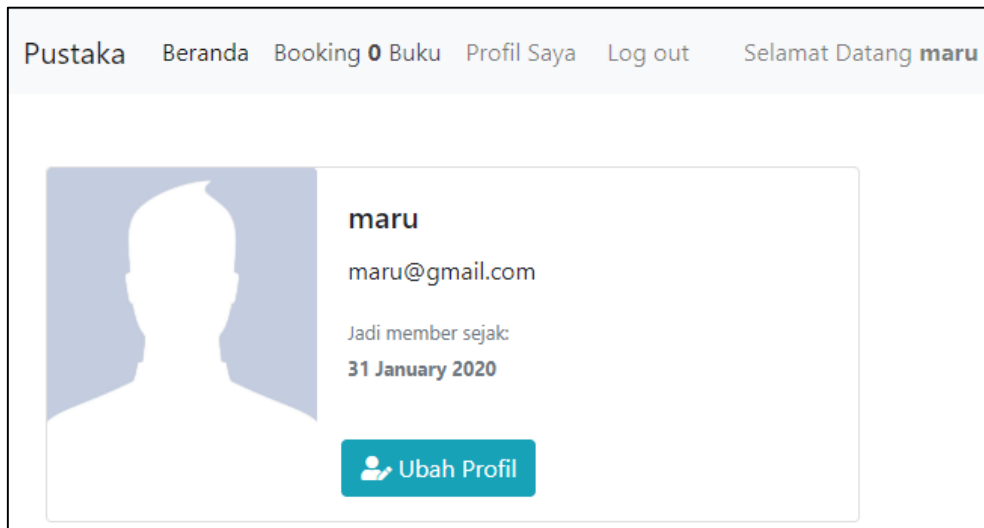 Pustaka Beranda Booking 0 Buku Profil Saya Log out Selamat Datang maru
maru
maru@gmail.com
Jadi member sejak:
31 January 2020
Ubah Profil